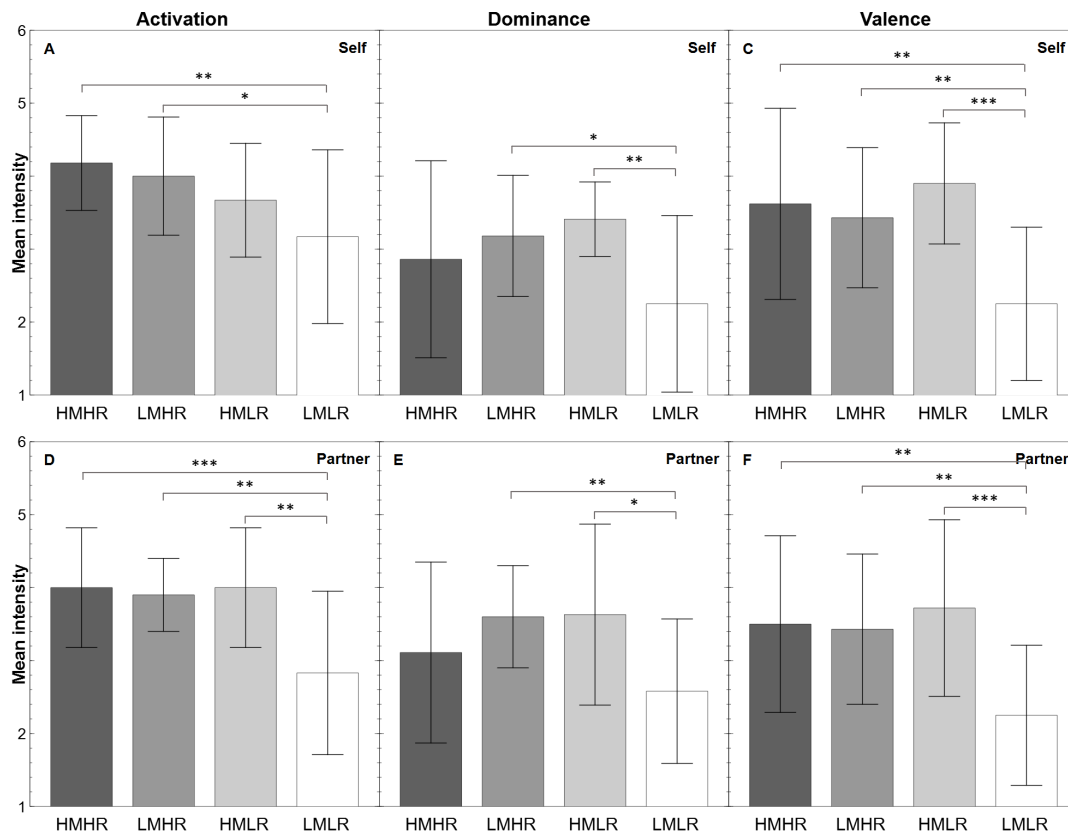 Activation
Dominance
Valence
6
A
Self
Self
C
Self
**
**
*
**
5
***
*
**
Mean intensity
2
1
HMHR
LMHR
HMLR
LMLR
HMHR
LMHR
HMLR
LMLR
HMHR
LMHR
HMLR
LMLR
6
D
Partner
E
Partner
F
Partner
***
**
**
**
**
**
*
***
5
Mean intensity
2
1
HMHR
LMHR
HMLR
LMLR
HMHR
LMHR
HMLR
LMLR
HMHR
LMHR
HMLR
LMLR